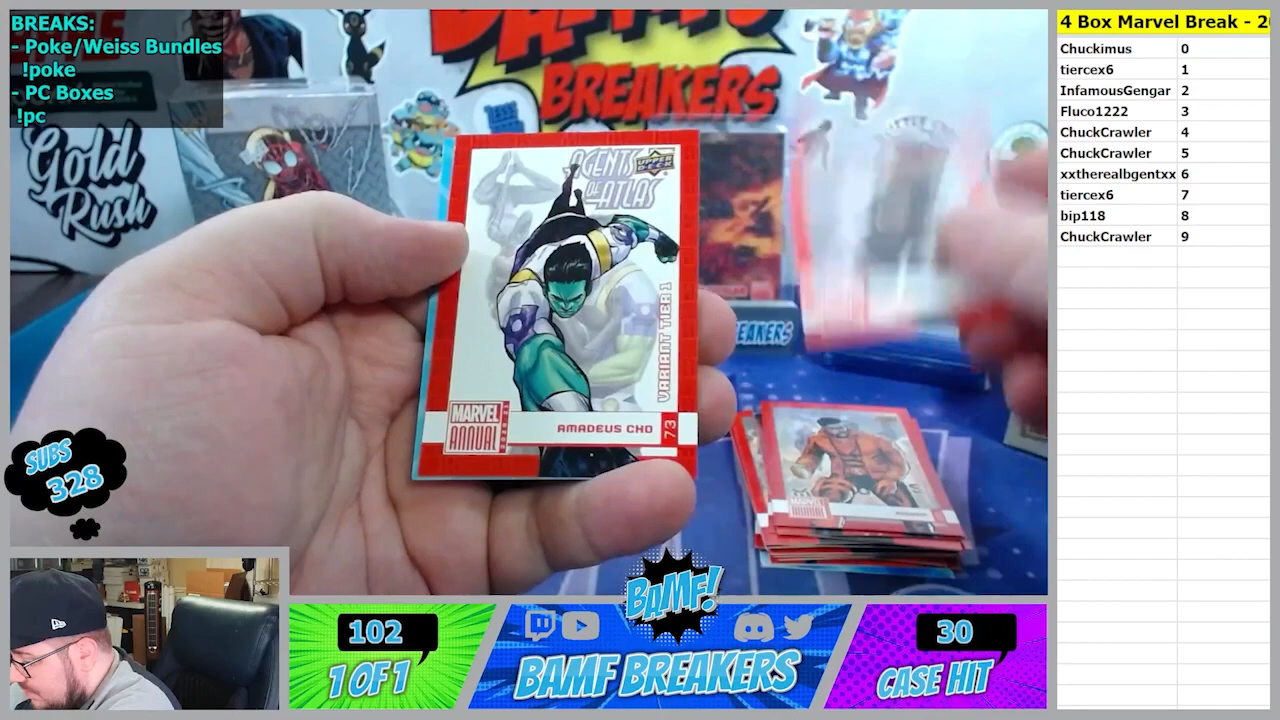 BREAKS:
- Poke/Weiss Bundles
!poke
- PC Boxes
!pc
BREAKERS
Gold
Rush
AGENTS
OF ATLAS
UPPER
DECK
VARIANT TIER 1
MARVEL
ANNUAL
AMADEUS CHO
73
EAKERS
MARVEL
ANNUAL
SUBS
328
BAMF!
102
1 OF 1
BAMF BREAKERS
30
CASE HIT
4 Box Marvel Break - 20
Chuckimus 0
tiercex6 1
InfamousGengar 2
Fluco1222 3
ChuckCrawler 4
ChuckCrawler 5
xxtherealbgentxx 6
tiercex6 7
bip118 8
ChuckCrawler 9